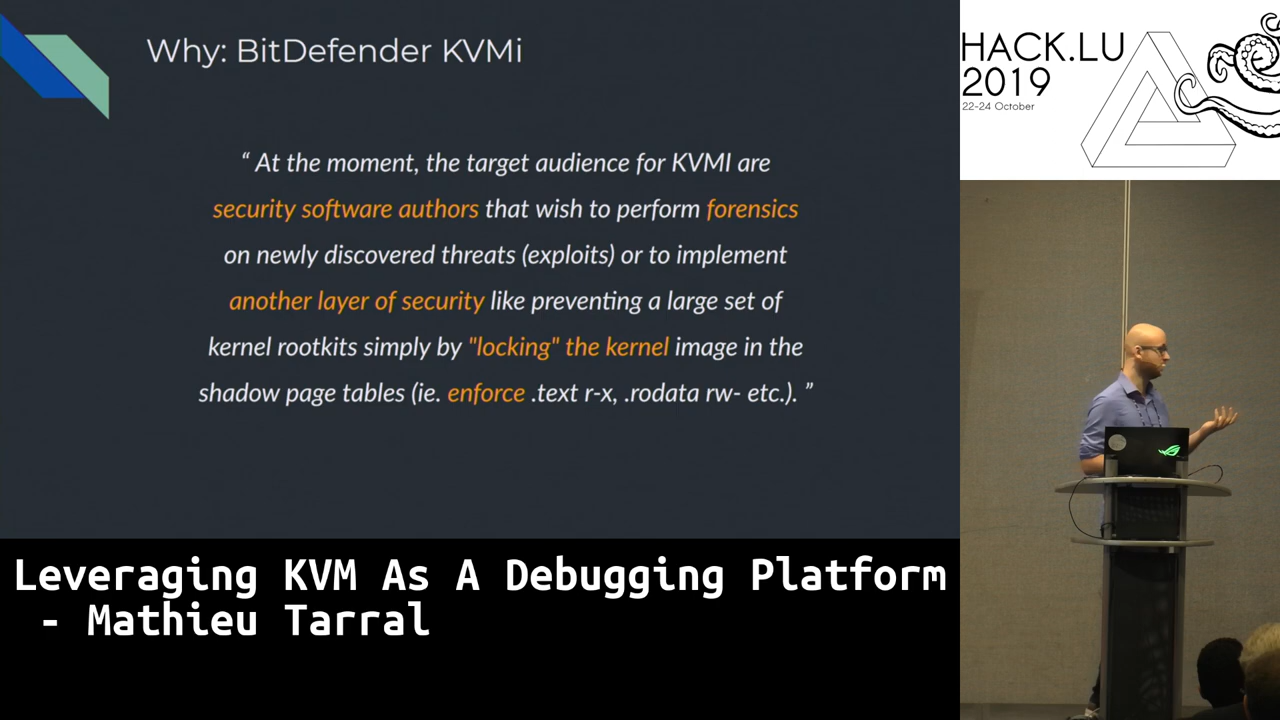 Why: BitDefender KVMi
“ At the moment, the target audience for KVMI are
security software authors that wish to perform forensics
on newly discovered threats (exploits) or to implement
another layer of security like preventing a large set of
kernel rootkits simply by "locking" the kernel image in the
shadow page tables (ie. enforce .text r-x, .rodata rw- etc.). ”
HACK.LU
2019
22-24 October
Leveraging KVM As A Debugging Platform
- Mathieu Tarral